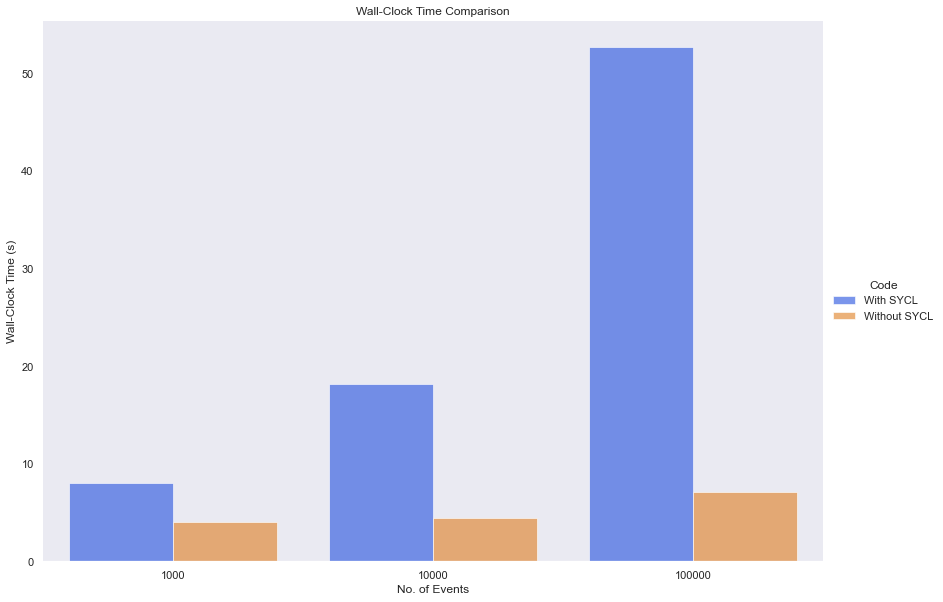 Wall-Clock Time Comparison
Wall-Clock Time (s)
50
40
30
20
10
0
1000
10000
100000
No. of Events
Code
With SYCL
Without SYCL